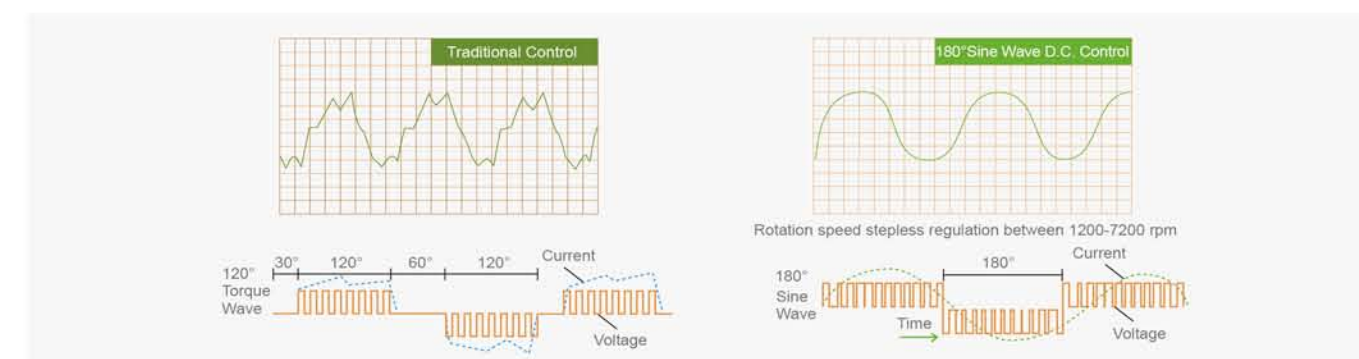 Traditional Control
180°Sine Wave D.C. Control
Rotation speed stepless regulation between 1200-7200 rpm
120°
Torque
Wave
30°
120°
60°
120°
Current
Voltage
180°
Sine
Wave
180°
Time
Current
Voltage